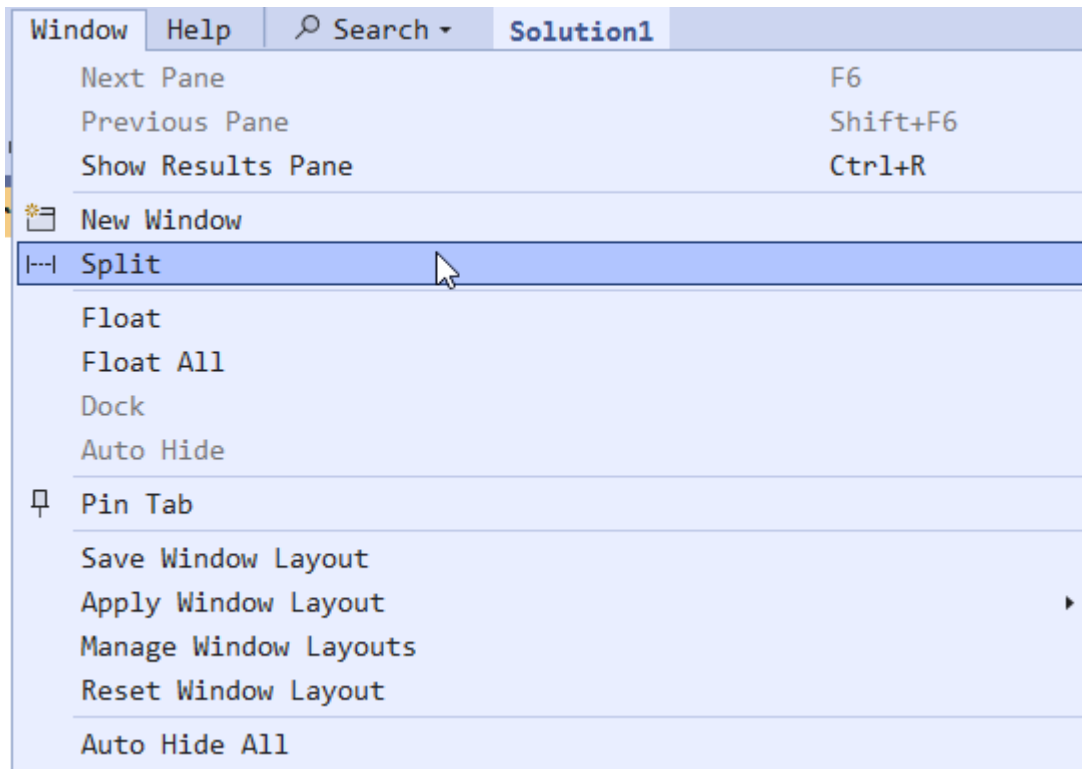 Window Help Search Solution1
Next Pane F6
Previous Pane Shift+F6
Show Results Pane Ctrl+R
New Window
Split
Float
Float All
Dock
Auto Hide
Pin Tab
Save Window Layout
Apply Window Layout
Manage Window Layouts
Reset Window Layout
Auto Hide All